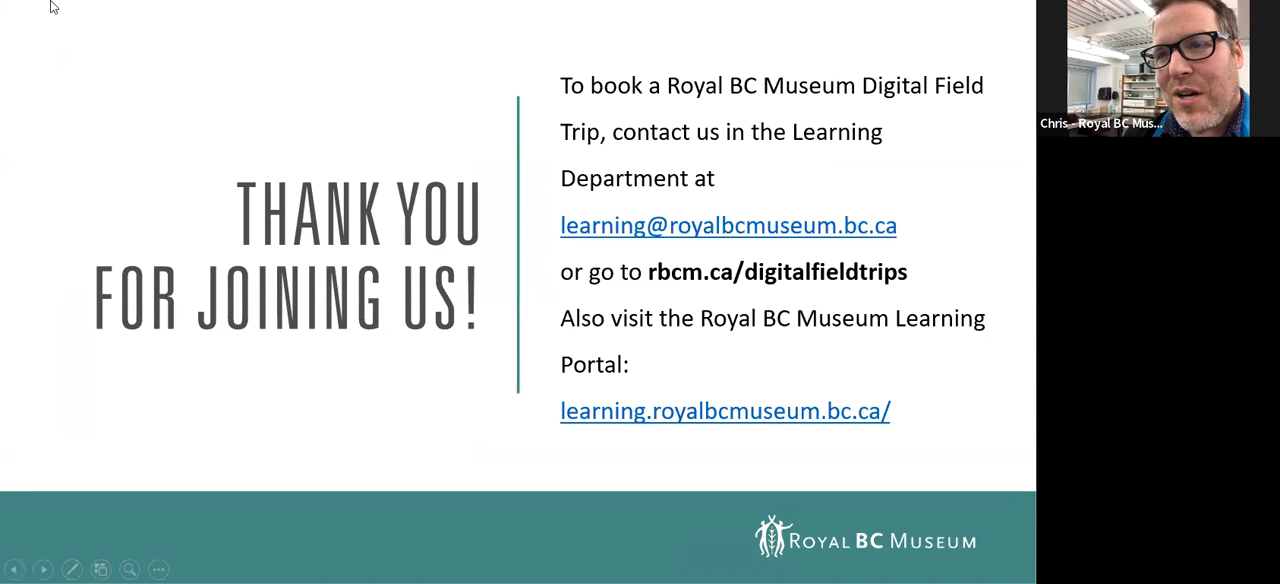 THANK YOU
FOR JOINING US!
To book a Royal BC Museum Digital Field
Trip, contact us in the Learning
Department at
learning@royalbcmuseum.bc.ca
or go to rbcm.ca/digitalfieldtrips
Also visit the Royal BC Museum Learning
Portal:
learning.royalbcmuseum.bc.ca/
ROYAL BC MUSEUM
Chris - Royal BC Mus...